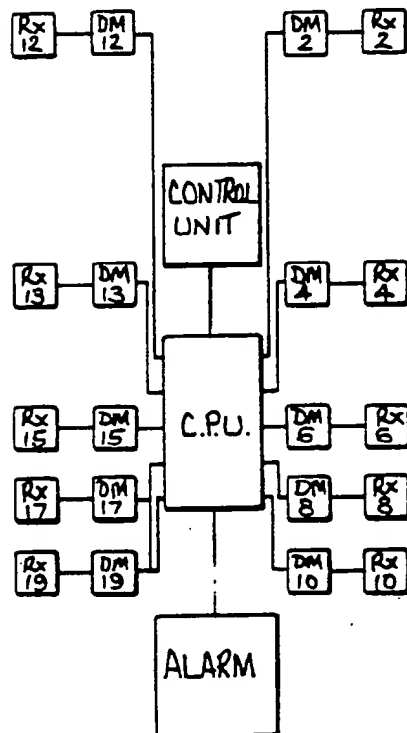 Rx
12
DM
12
DM
2
Rx
2
CONTROL
UNIT
Rx
13
DM
13
DM
4
Rx
4
C.P.U.
Rx
15
DM
15
DM
6
Rx
6
Rx
17
DM
17
DM
8
Rx
8
Rx
19
DM
19
DM
10
Rx
10
ALARM